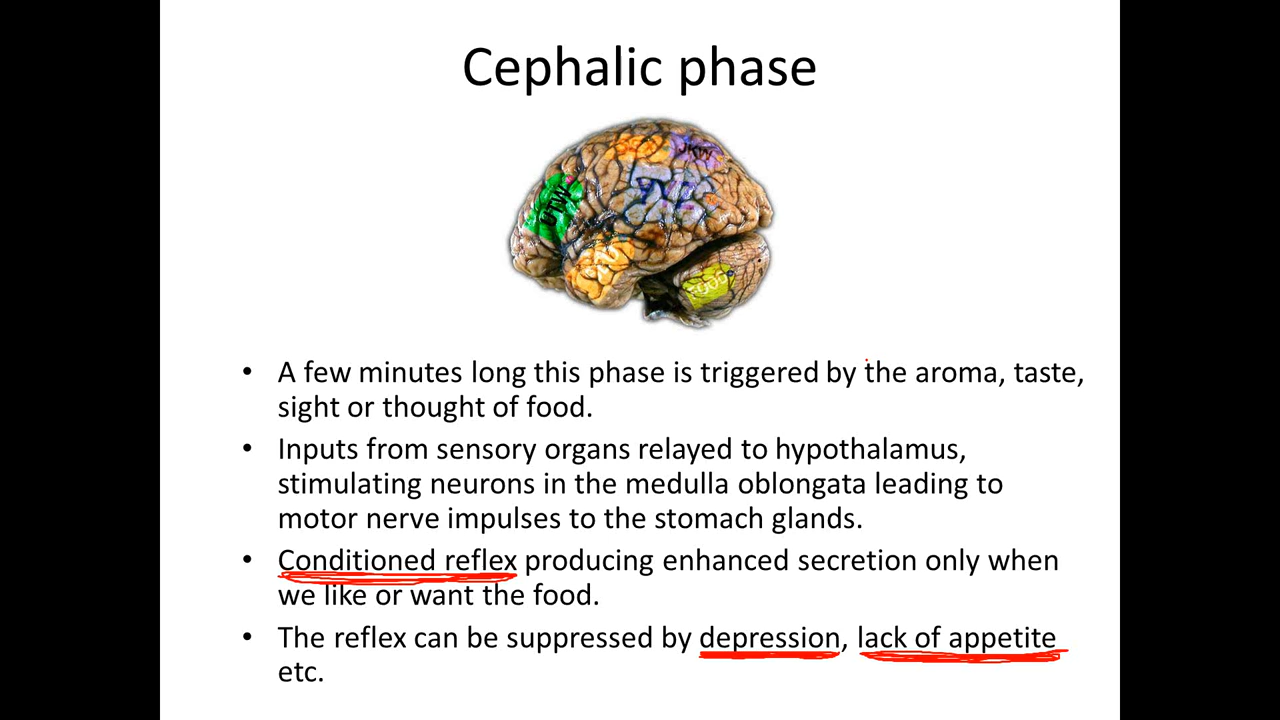 Cephalic phase
JKW
FOOD
• A few minutes long this phase is triggered by the aroma, taste,
sight or thought of food.
• Inputs from sensory organs relayed to hypothalamus,
stimulating neurons in the medulla oblongata leading to
motor nerve impulses to the stomach glands.
• Conditioned reflex producing enhanced secretion only when
we like or want the food.
• The reflex can be suppressed by depression, lack of appetite
etc.